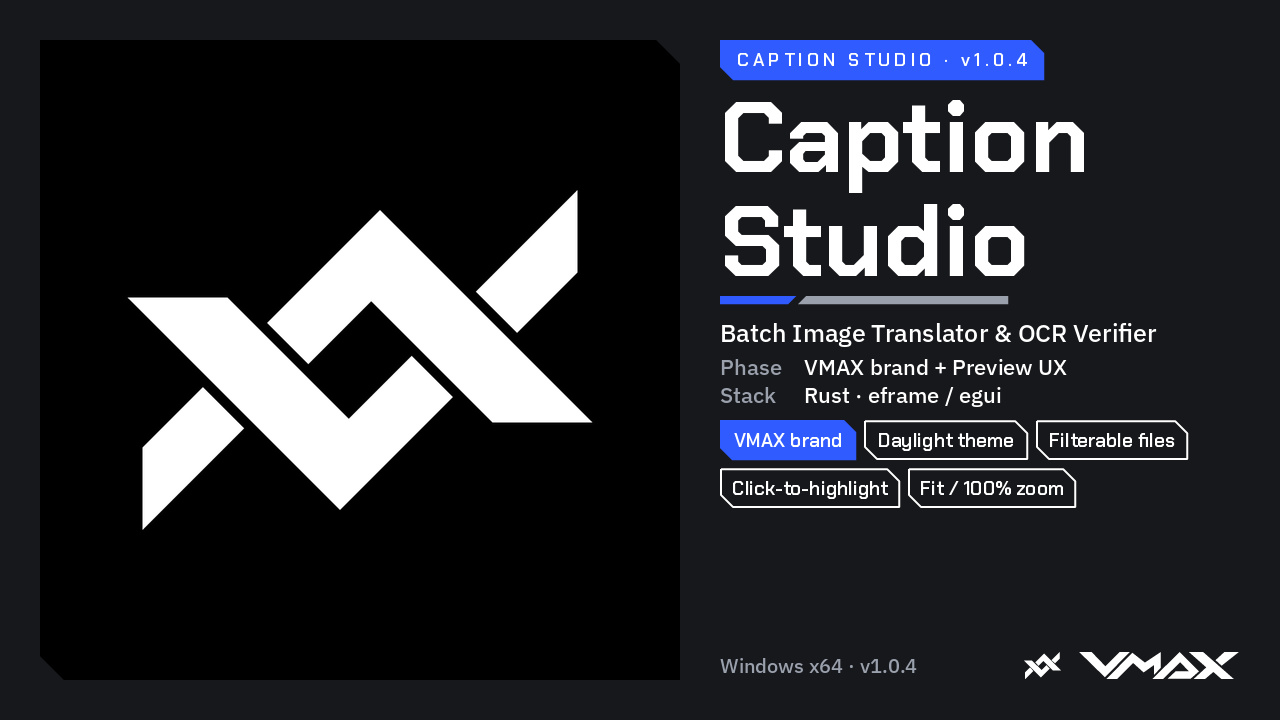 CAPTION STUDIO · v1.0.4
Caption
Studio
Batch Image Translator & OCR Verifier
Phase VMAX brand + Preview UX
Stack Rust · eframe / egui
VMAX brand Daylight theme Filterable files
Click-to-highlight Fit / 100% zoom
Windows x64 · v1.0.4 VMAX